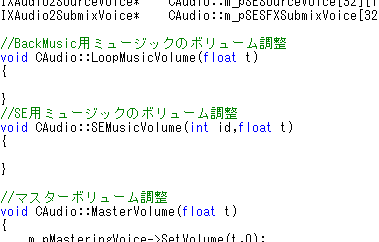 IXAudio2SourceVoice*    CAudio::m_pSESourceVoice[32][
IXAudio2SubmixVoice*    CAudio::m_pSESFXSubmixVoice[32
//BackMusic用ミュージックのボリューム調整
void CAudio::LoopMusicVolume(float t)
{
}
//SE用ミュージックのボリューム調整
void CAudio::SEMusicVolume(int id,float t)
{
}
//マスターボリューム調整
void CAudio::MasterVolume(float t)
{
m_pMasteringVoice->SetVolume(t,0);